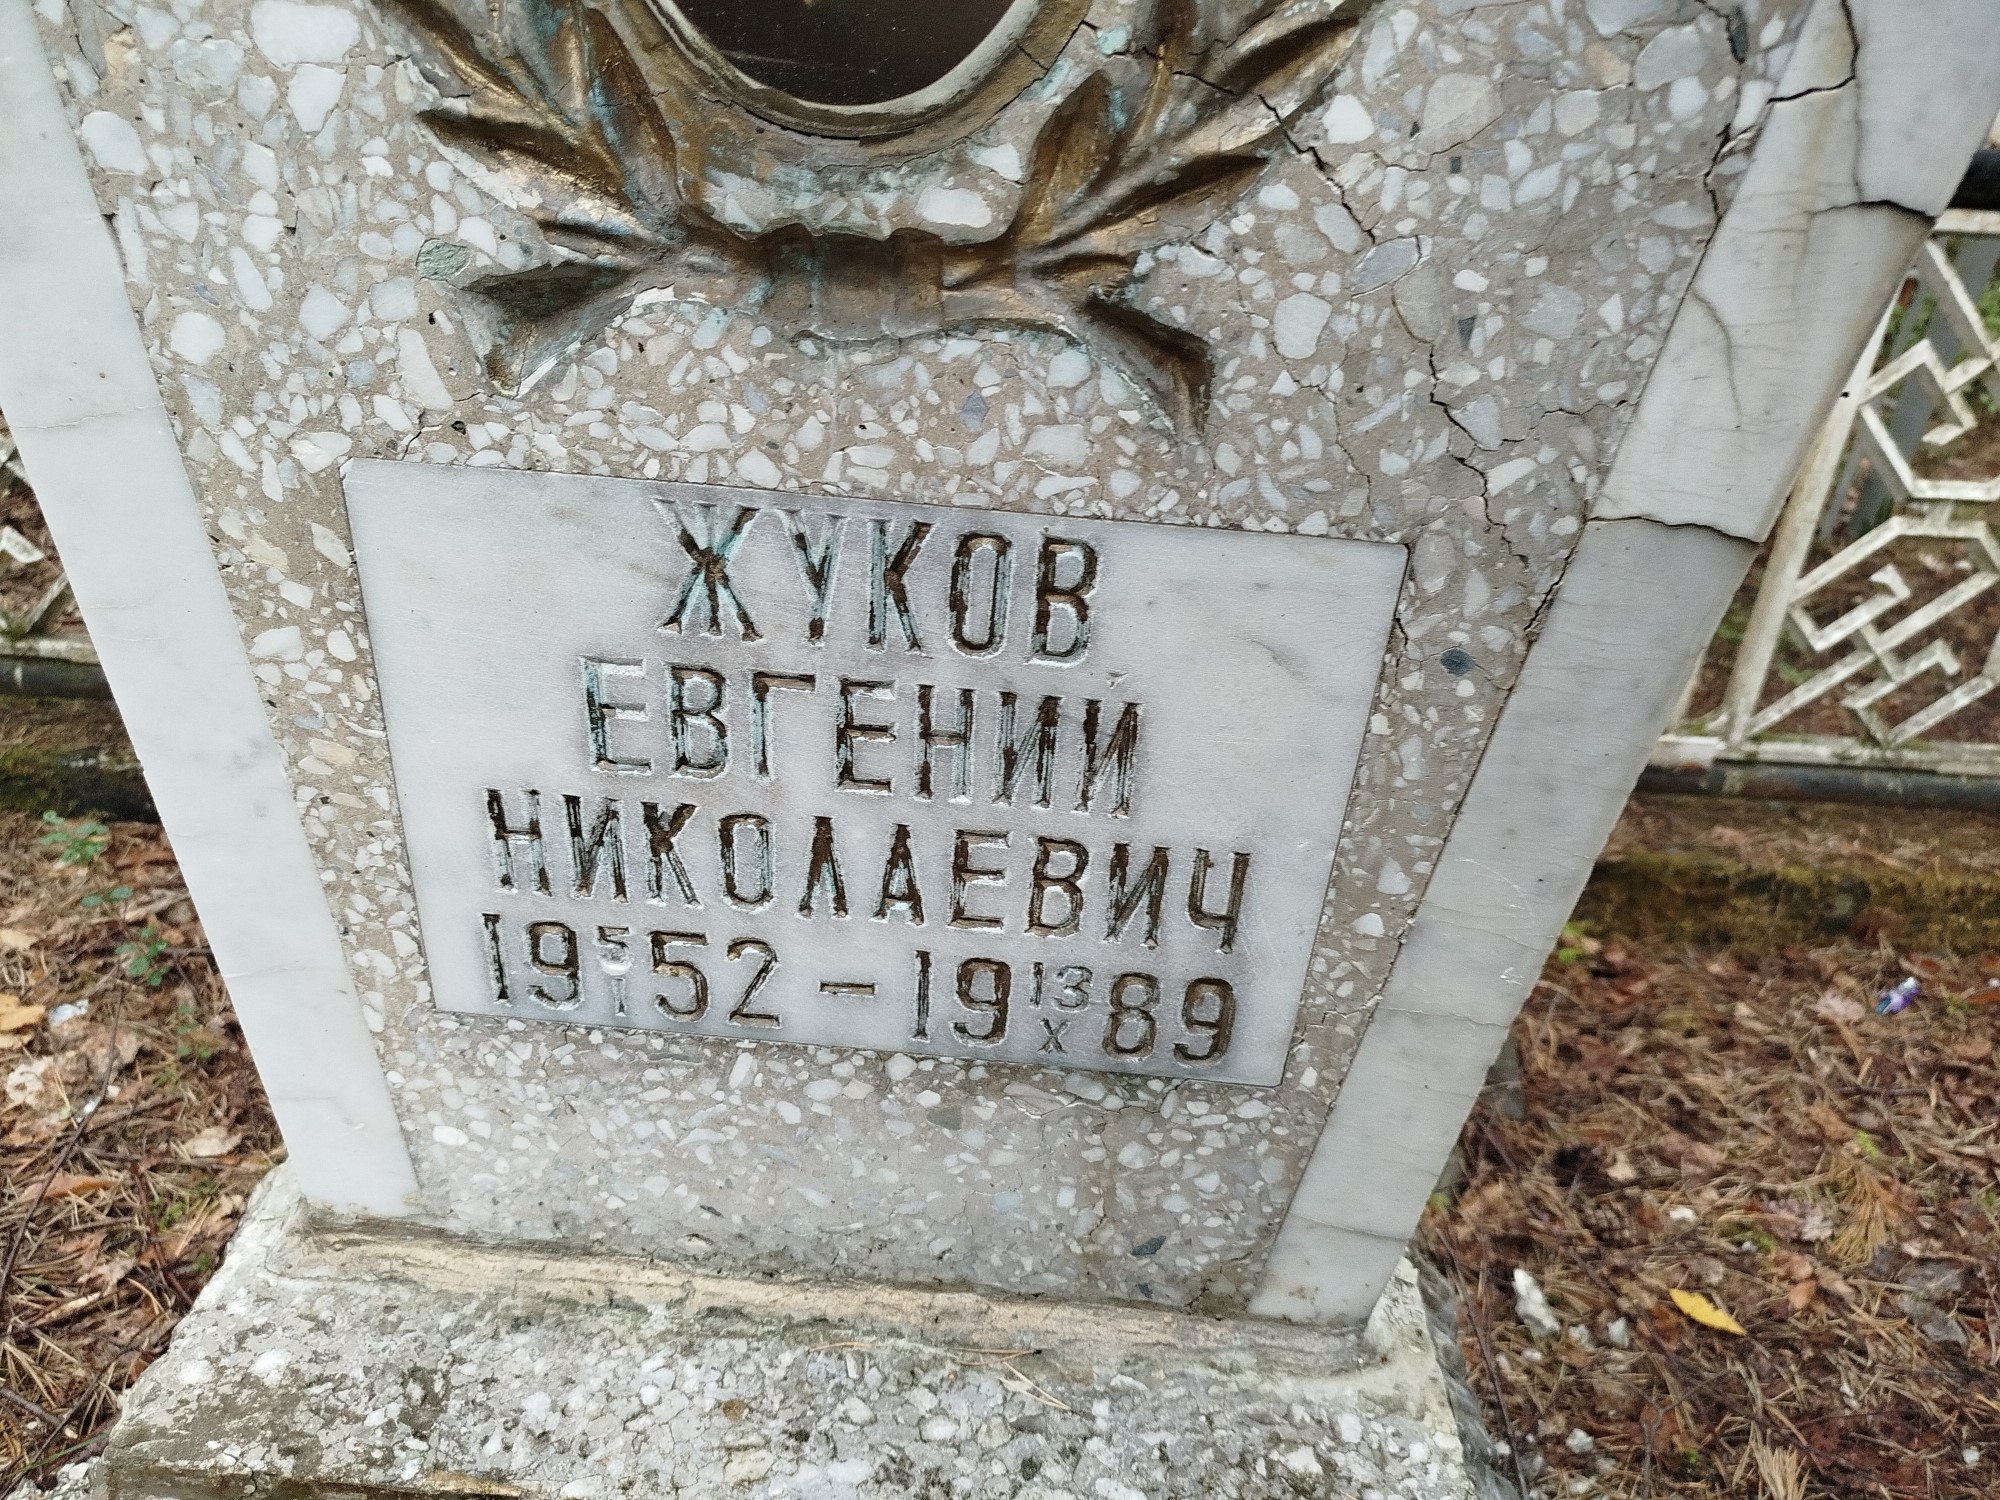 ЖУКОВ
ЕВГЕНИЙ
НИКОЛАЕВИЧ
19 5/I 52 – 19 13/X 89